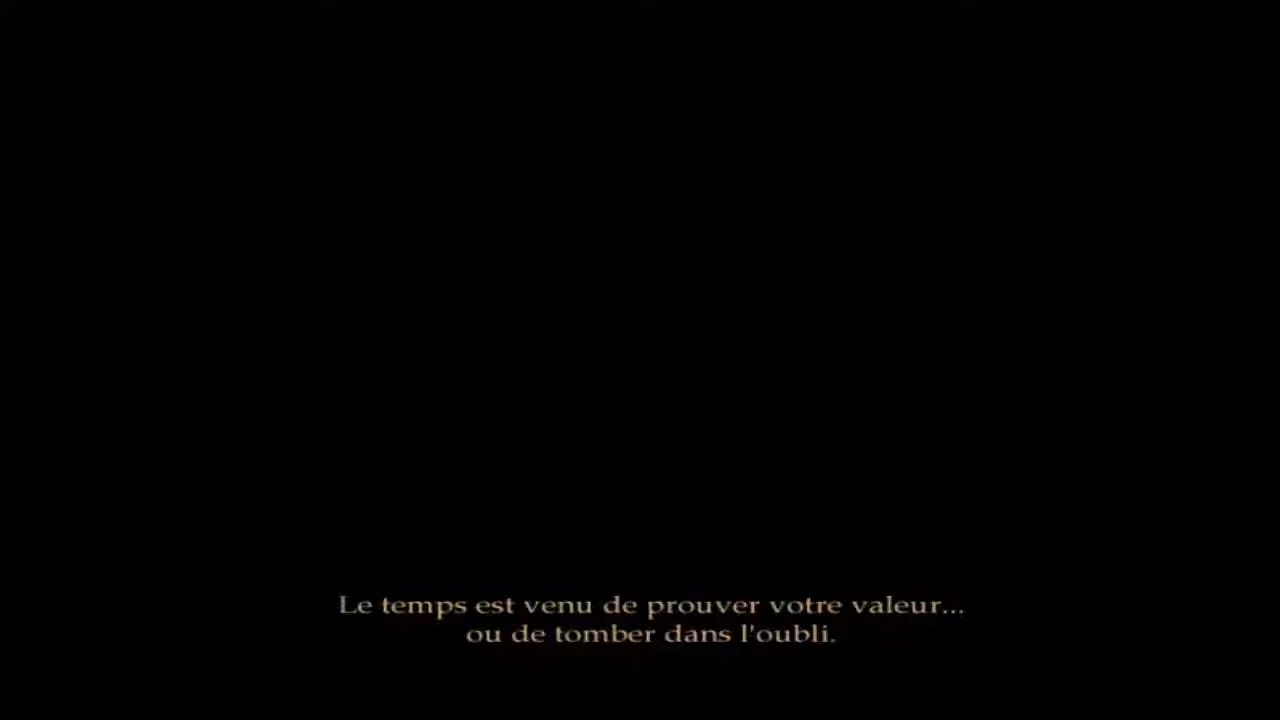 Le temps est venu de prouver votre valeur...
ou de tomber dans l'oubli.